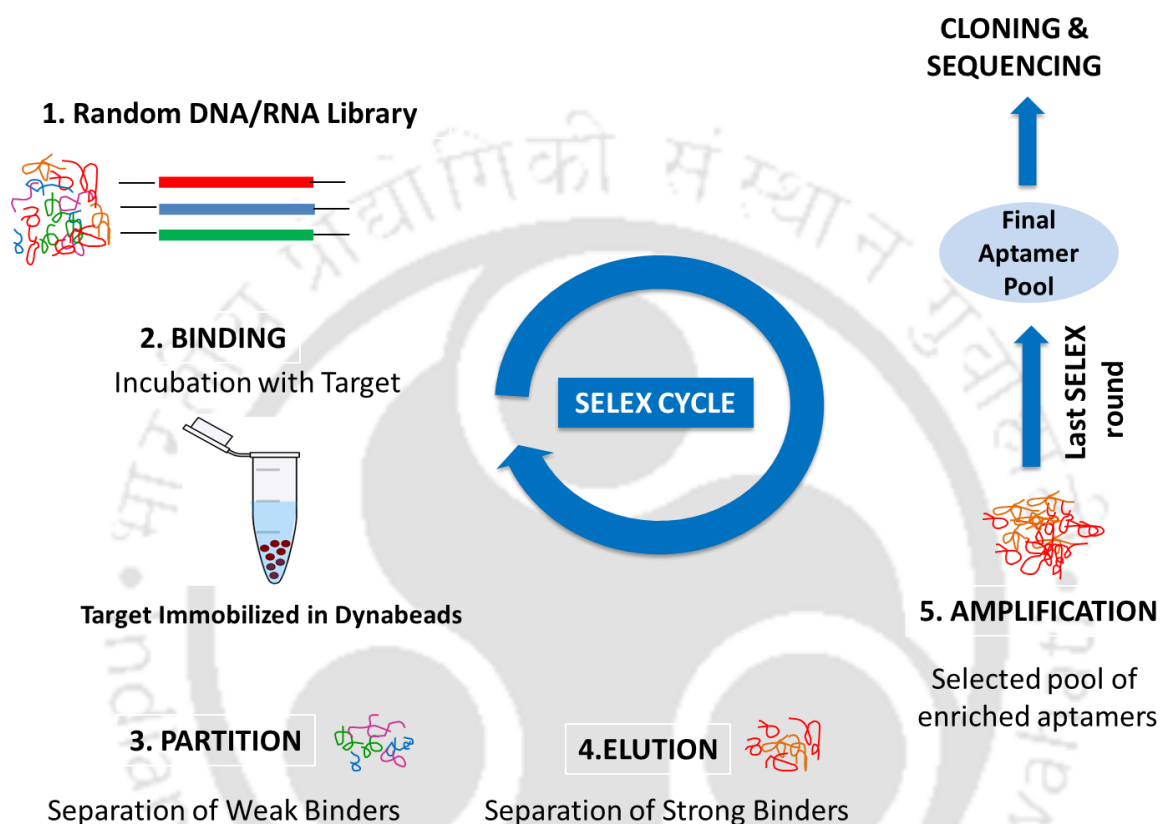 1. Random DNA/RNA Library
2. BINDING
Incubation with Target
Target Immobilized in Dynabeads
3. PARTITION
Separation of Weak Binders
4.ELUTION
Separation of Strong Binders
SELEX CYCLE
5. AMPLIFICATION
Selected pool of
enriched aptamers
Last SELEX
round
Final
Aptamer
Pool
CLONING &
SEQUENCING